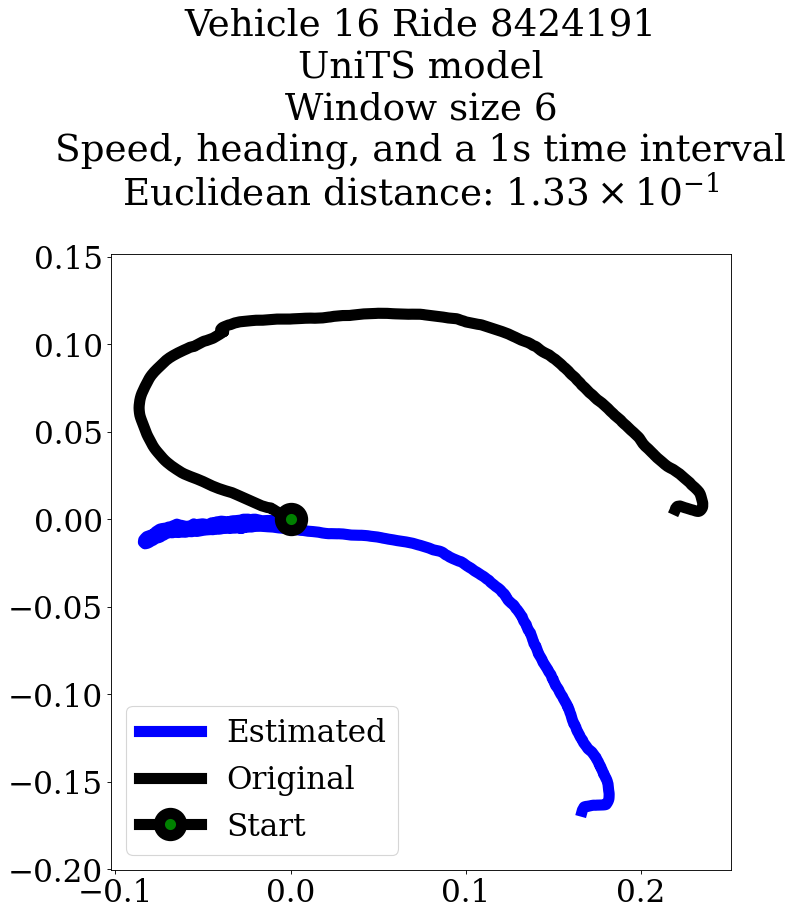 Vehicle 16 Ride 8424191
UniTS model
Window size 6
Speed, heading, and a 1s time interval
Euclidean distance: 1.33 × 10⁻¹
0.15
0.10
0.05
0.00
−0.05
−0.10
−0.15
−0.20
Estimated
Original
Start
−0.1
0.0
0.1
0.2